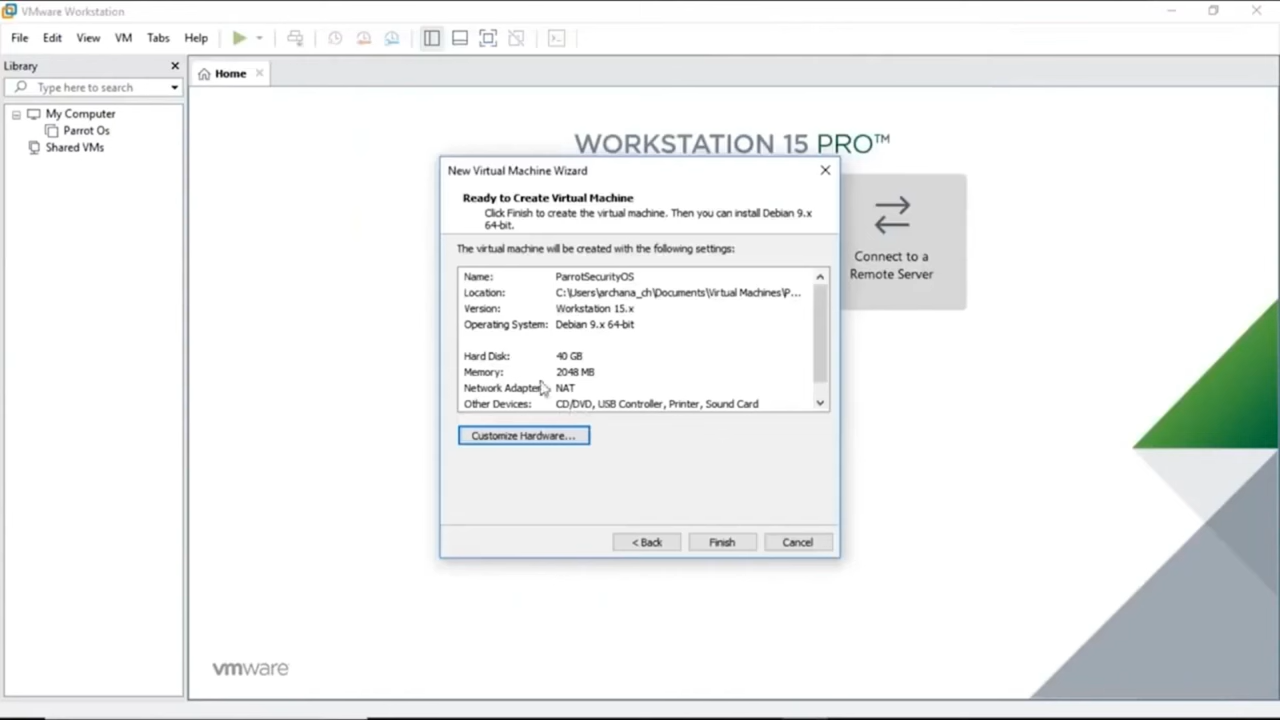 VMware Workstation
File Edit View VM Tabs Help
Library
Type here to search
My Computer
Parrot Os
Shared VMs
Home
WORKSTATION 15 PRO™
Connect to a
Remote Server
New Virtual Machine Wizard
Ready to Create Virtual Machine
Click Finish to create the virtual machine. Then you can install Debian 9.x
64-bit.
The virtual machine will be created with the following settings:
Name: ParrotSecurityOS
Location: C:\Users\archana_ch\Documents\Virtual Machines\P...
Version: Workstation 15.x
Operating System: Debian 9.x 64-bit
Hard Disk: 40 GB
Memory: 2048 MB
Network Adapter: NAT
Other Devices: CD/DVD, USB Controller, Printer, Sound Card
Customize Hardware...
< Back Finish Cancel
vmware